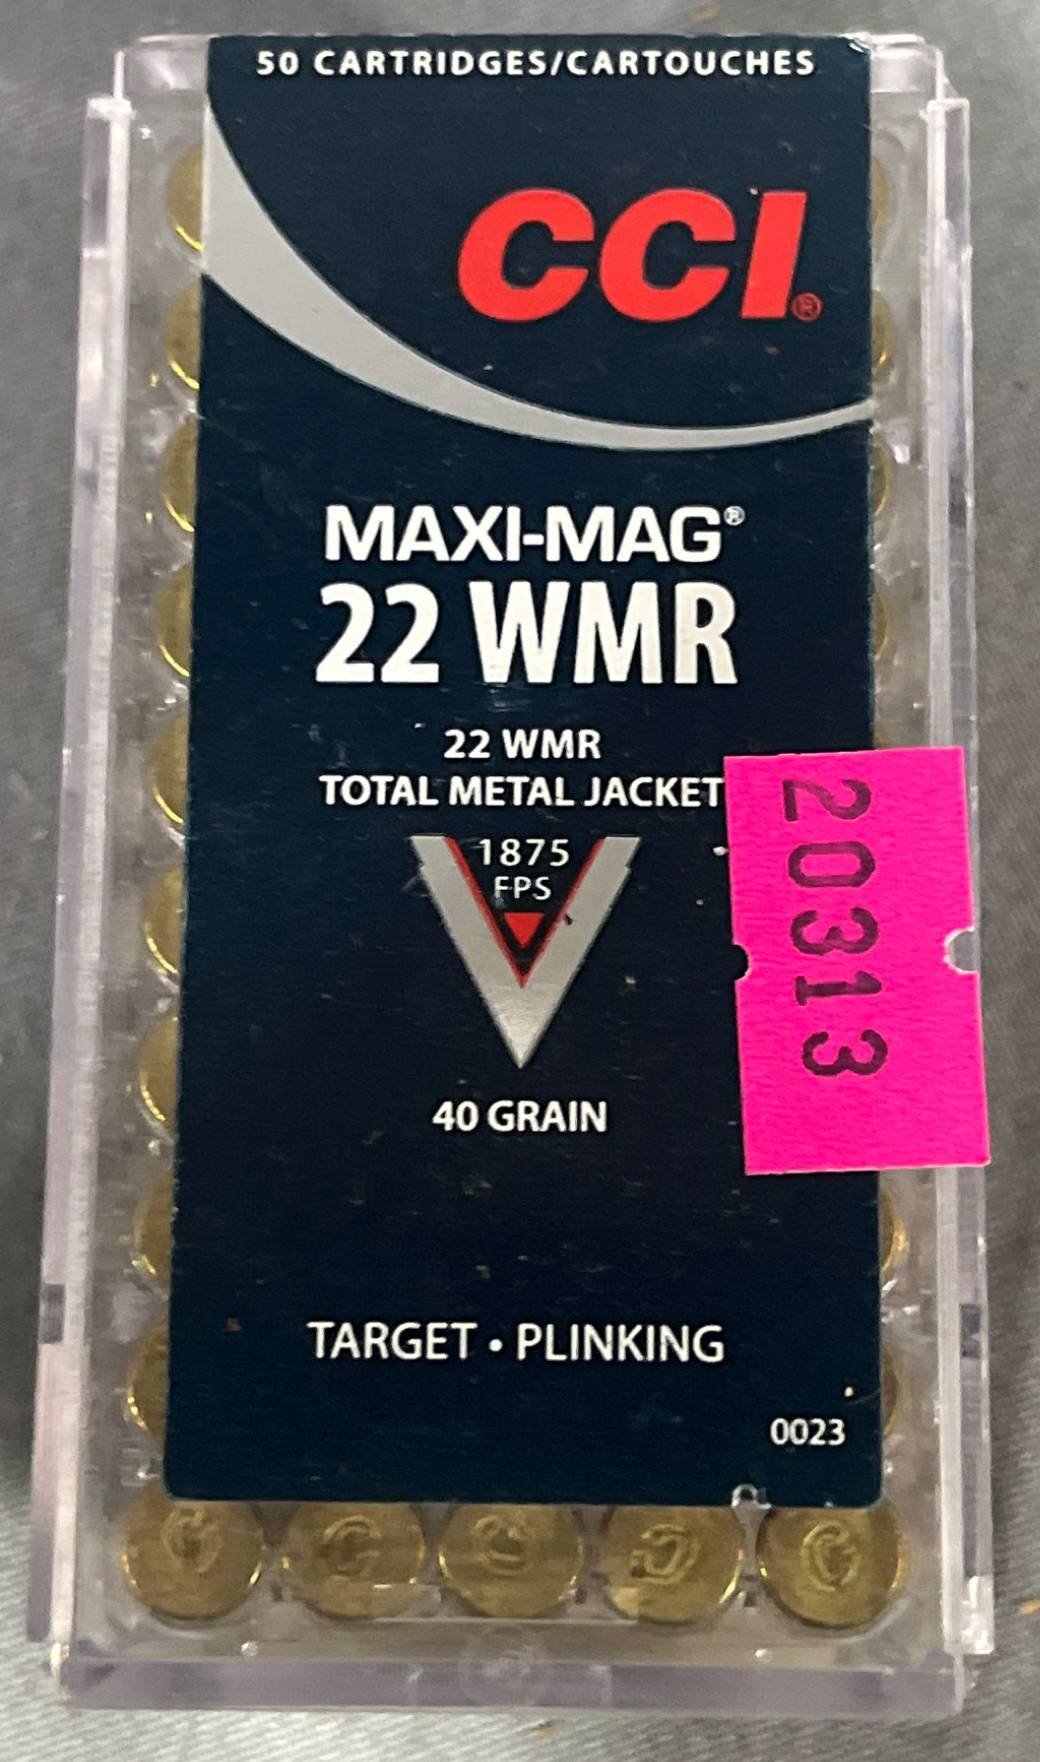 50 CARTRIDGES/CARTOUCHES
CCI®
MAXI-MAG®
22 WMR
22 WMR
TOTAL METAL JACKET
1875
FPS
20313
40 GRAIN
TARGET • PLINKING
0023
C
C
C
C
C